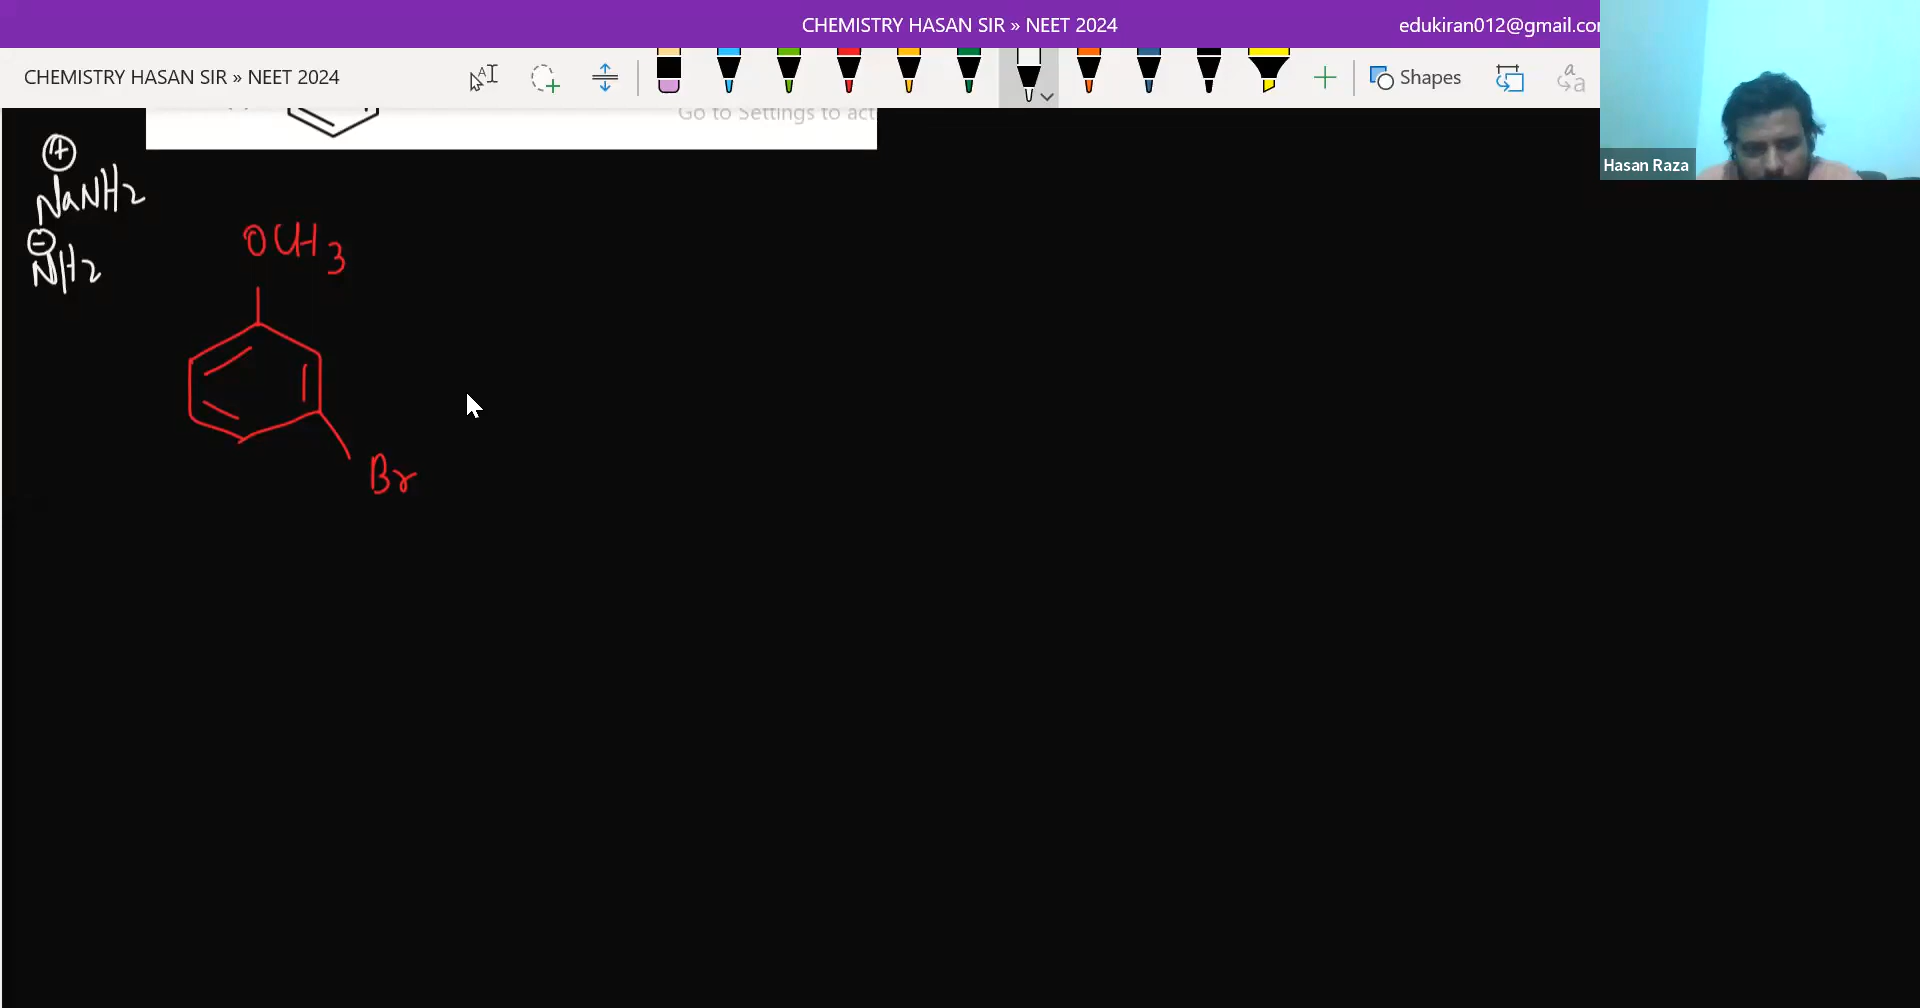 CHEMISTRY HASAN SIR » NEET 2024
edukiran012@gmail.co
CHEMISTRY HASAN SIR » NEET 2024
Shapes
Hasan Raza
Go to Settings to act
+
NaNH2
-
NH2
OCH3
Br